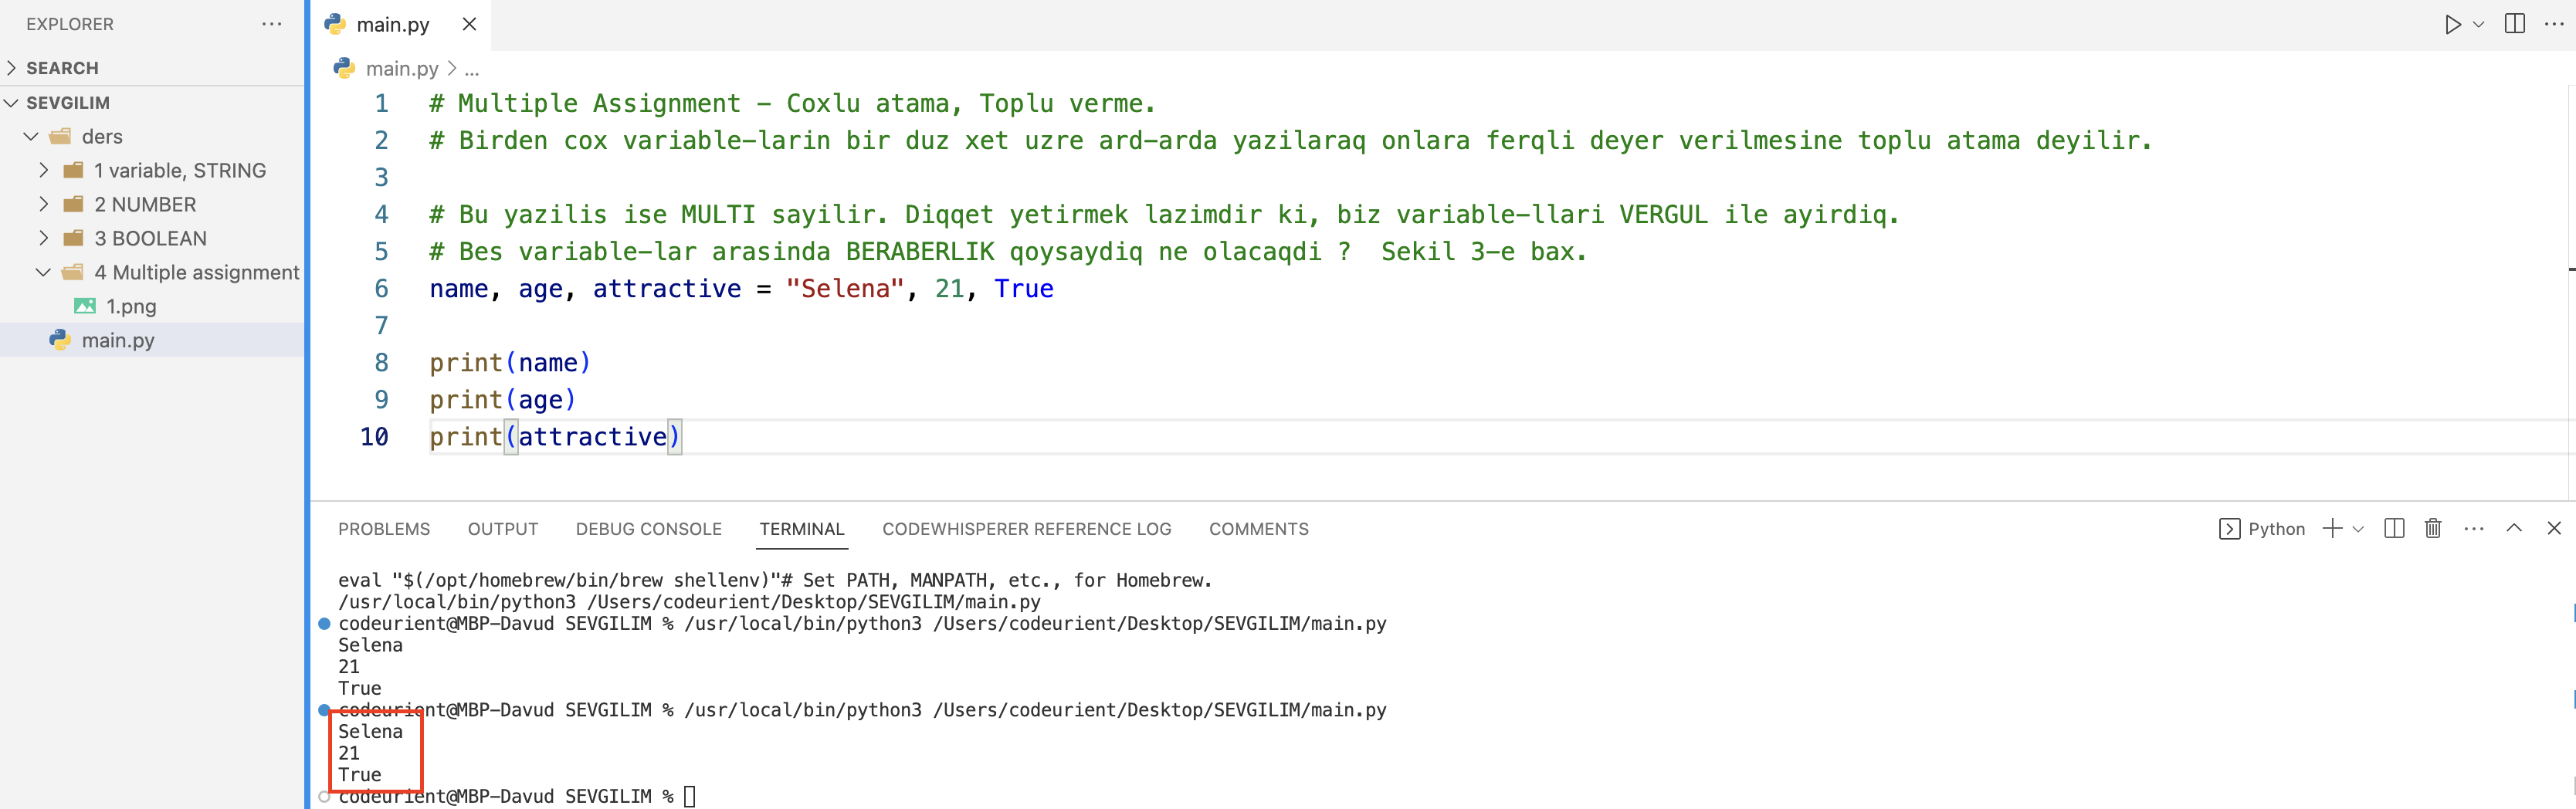 EXPLORER
SEARCH
SEVGILIM
ders
1 variable, STRING
2 NUMBER
3 BOOLEAN
4 Multiple assignment
1.png
main.py
main.py
main.py > ...
1 # Multiple Assignment - Coxlu atama, Toplu verme.
2 # Birden cox variable-larin bir duz xet uzre ard-arda yazilaraq onlara ferqli deyer verilmesine toplu atama deyilir.
3
4 # Bu yazilis ise MULTI sayilir. Diqqet yetirmek lazimdir ki, biz variable-llari VERGUL ile ayirdiq.
5 # Bes variable-lar arasinda BERABERLIK qoysaydiq ne olacaqdi ?  Sekil 3-e bax.
6 name, age, attractive = "Selena", 21, True
7
8 print(name)
9 print(age)
10 print(attractive)
PROBLEMS OUTPUT DEBUG CONSOLE TERMINAL CODEWHISPERER REFERENCE LOG COMMENTS Python
eval "$(/opt/homebrew/bin/brew shellenv)"# Set PATH, MANPATH, etc., for Homebrew.
/usr/local/bin/python3 /Users/codeurient/Desktop/SEVGILIM/main.py
codeurient@MBP-Davud SEVGILIM % /usr/local/bin/python3 /Users/codeurient/Desktop/SEVGILIM/main.py
Selena
21
True
codeurient@MBP-Davud SEVGILIM % /usr/local/bin/python3 /Users/codeurient/Desktop/SEVGILIM/main.py
Selena
21
True
codeurient@MBP-Davud SEVGILIM %